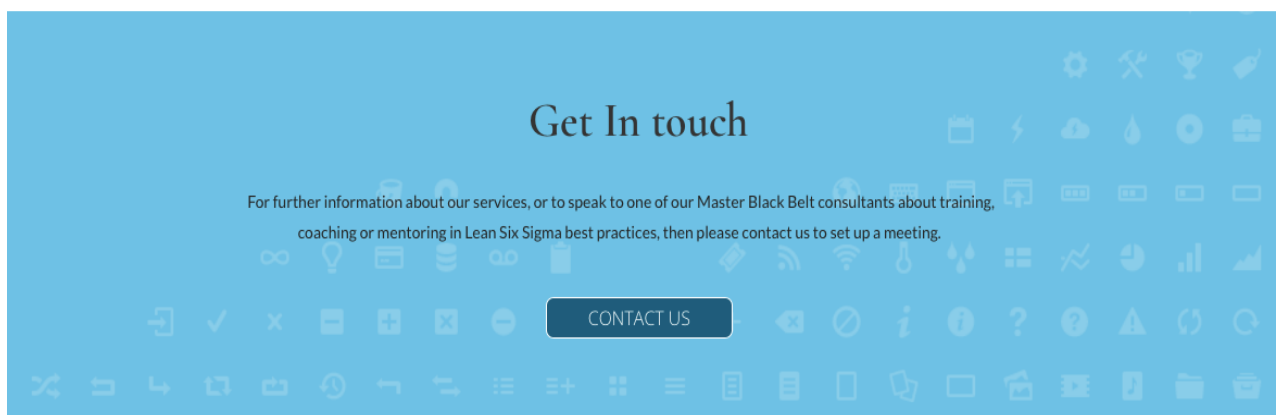 Get In touch
For further information about our services, or to speak to one of our Master Black Belt consultants about training,
coaching or mentoring in Lean Six Sigma best practices, then please contact us to set up a meeting.
CONTACT US